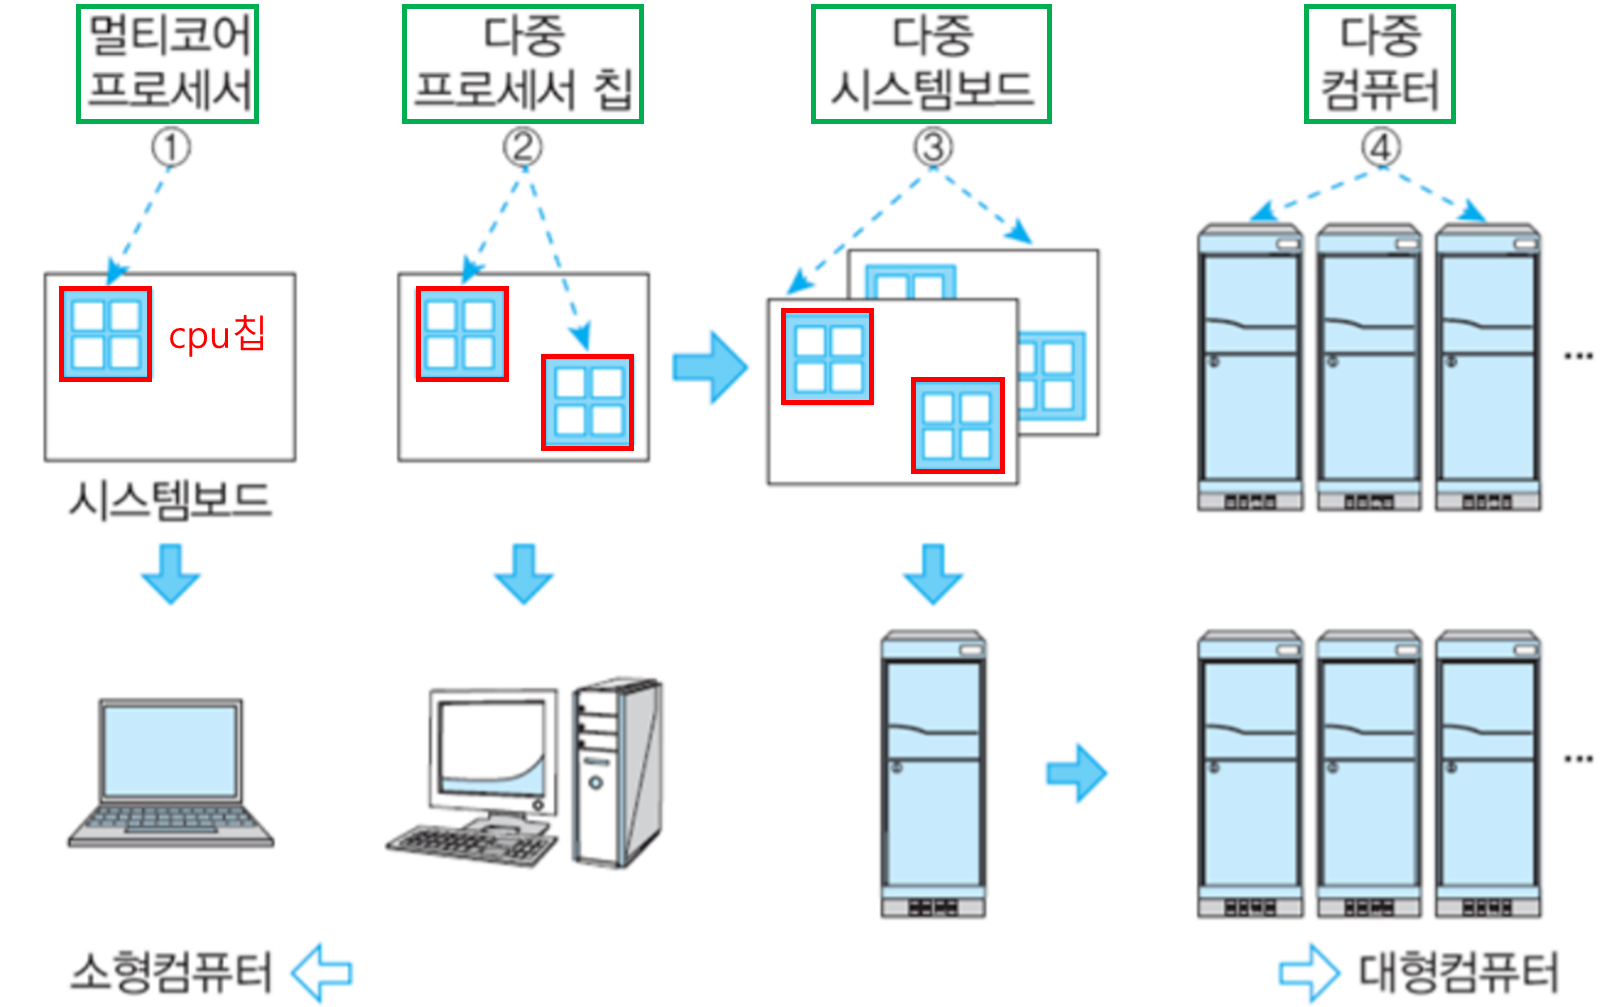 멀티코어
프로세서
①
다중
프로세서 칩
②
다중
시스템보드
③
다중
컴퓨터
④
cpu칩
...
시스템보드
...
소형컴퓨터
대형컴퓨터